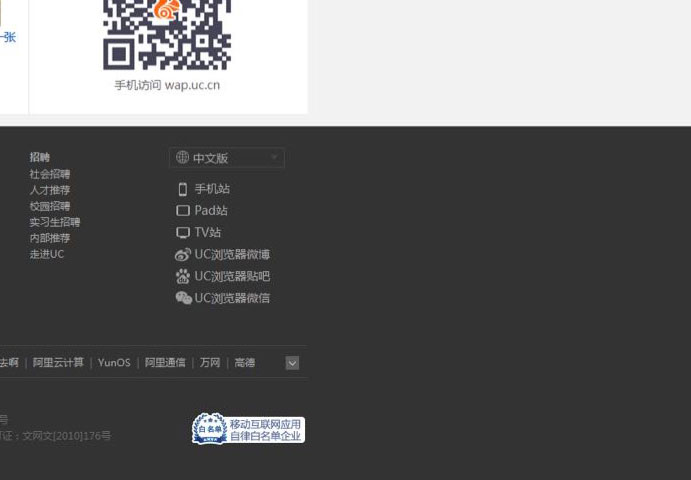 一张
手机访问 wap.uc.cn
招聘
社会招聘
人才推荐
校园招聘
实习生招聘
内部推荐
走进UC
中文版
手机站
Pad站
TV站
UC浏览器微博
UC浏览器贴吧
UC浏览器微信
去啊 | 阿里云计算 | YunOS | 阿里通信 | 万网 | 高德
号
可证：文网文[2010]176号
白名单
移动互联网应用
自律白名单企业